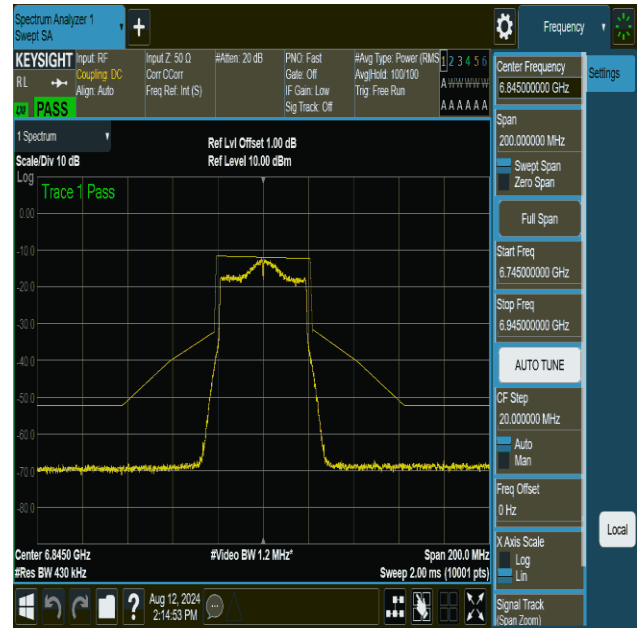 Spectrum Analyzer 1
Swept SA
+
Frequency
KEYSIGHT
RL
PASS
Input: RF
Coupling: DC
Align: Auto
Input Z: 50 Ω
Corr CCorr
Freq Ref: Int (S)
#Atten: 20 dB
PNO: Fast
Gate: Off
IF Gain: Low
Sig Track: Off
#Avg Type: Power (RMS
Avg|Hold: 100/100
Trig: Free Run
1 2 3 4 5 6
A W W W W W
A A A A A A
Settings
Center Frequency
6.845000000 GHz
Span
200.000000 MHz
Swept Span
Zero Span
Full Span
Start Freq
6.745000000 GHz
Stop Freq
6.945000000 GHz
AUTO TUNE
CF Step
20.000000 MHz
Auto
Man
Freq Offset
0 Hz
X Axis Scale
Log
Lin
Signal Track
(Span Zoom)
Local
1 Spectrum
Scale/Div 10 dB
Ref Lvl Offset 1.00 dB
Ref Level 10.00 dBm
Log
Trace 1 Pass
0.00
-10.0
-20.0
-30.0
-40.0
-50.0
-60.0
-70.0
-80.0
Center 6.8450 GHz
#Video BW 1.2 MHz*
Span 200.0 MHz
#Res BW 430 kHz
Sweep 2.00 ms (10001 pts)
?
Aug 12, 2024
2:14:53 PM